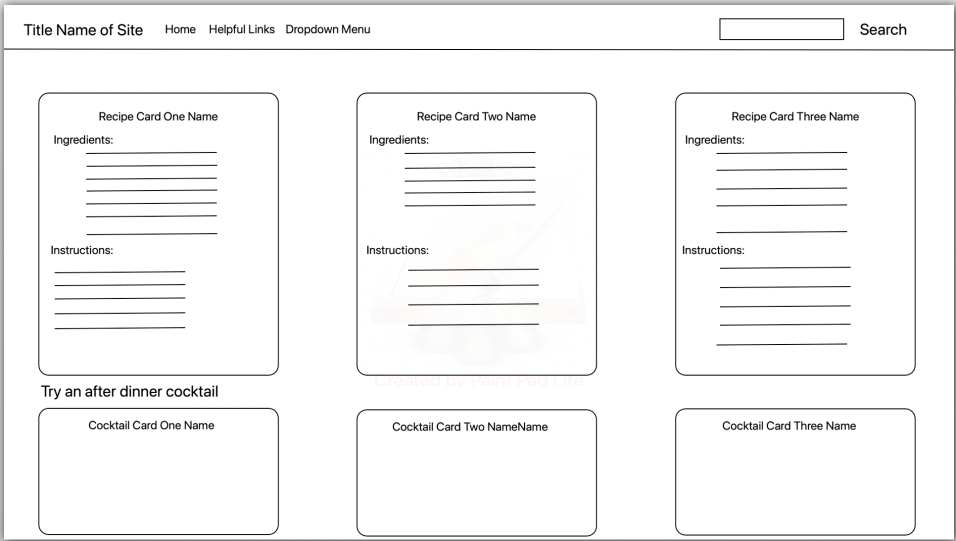 Title Name of Site Home Helpful Links Dropdown Menu Search
Recipe Card One Name Recipe Card Two Name Recipe Card Three Name
Ingredients: Ingredients: Ingredients:
Instructions: Instructions: Instructions:
Created by Paint Pad Lite
Try an after dinner cocktail
Cocktail Card One Name Cocktail Card Two NameName Cocktail Card Three Name